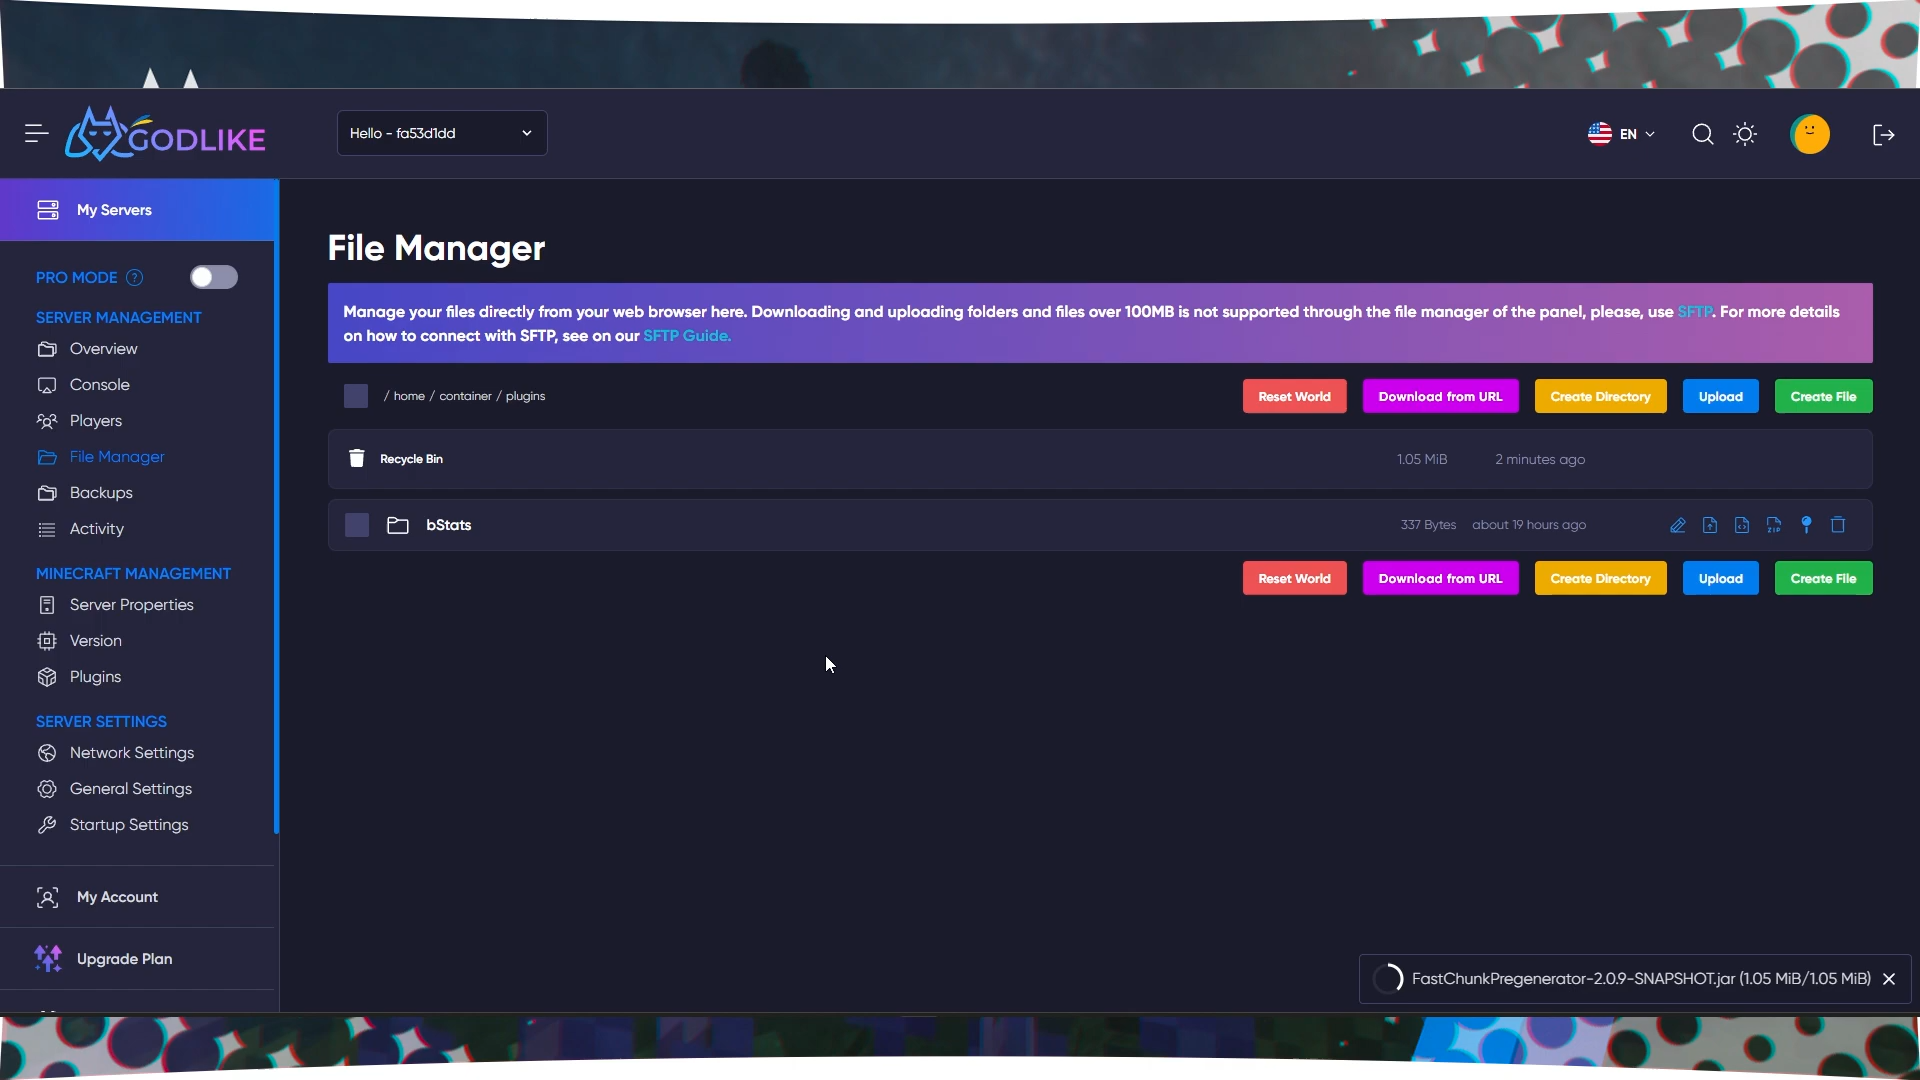 GODLIKE
Hello - fa53d1dd
EN
My Servers
PRO MODE ?
SERVER MANAGEMENT
Overview
Console
Players
File Manager
Backups
Activity
MINECRAFT MANAGEMENT
Server Properties
Version
Plugins
SERVER SETTINGS
Network Settings
General Settings
Startup Settings
My Account
Upgrade Plan
File Manager
Manage your files directly from your web browser here. Downloading and uploading folders and files over 100MB is not supported through the file manager of the panel, please, use SFTP. For more details
on how to connect with SFTP, see on our SFTP Guide.
/ home / container / plugins
Reset World
Download from URL
Create Directory
Upload
Create File
Recycle Bin
1.05 MiB
2 minutes ago
bStats
337 Bytes
about 19 hours ago
ZIP
Reset World
Download from URL
Create Directory
Upload
Create File
FastChunkPregenerator-2.0.9-SNAPSHOT.jar (1.05 MiB/1.05 MiB)